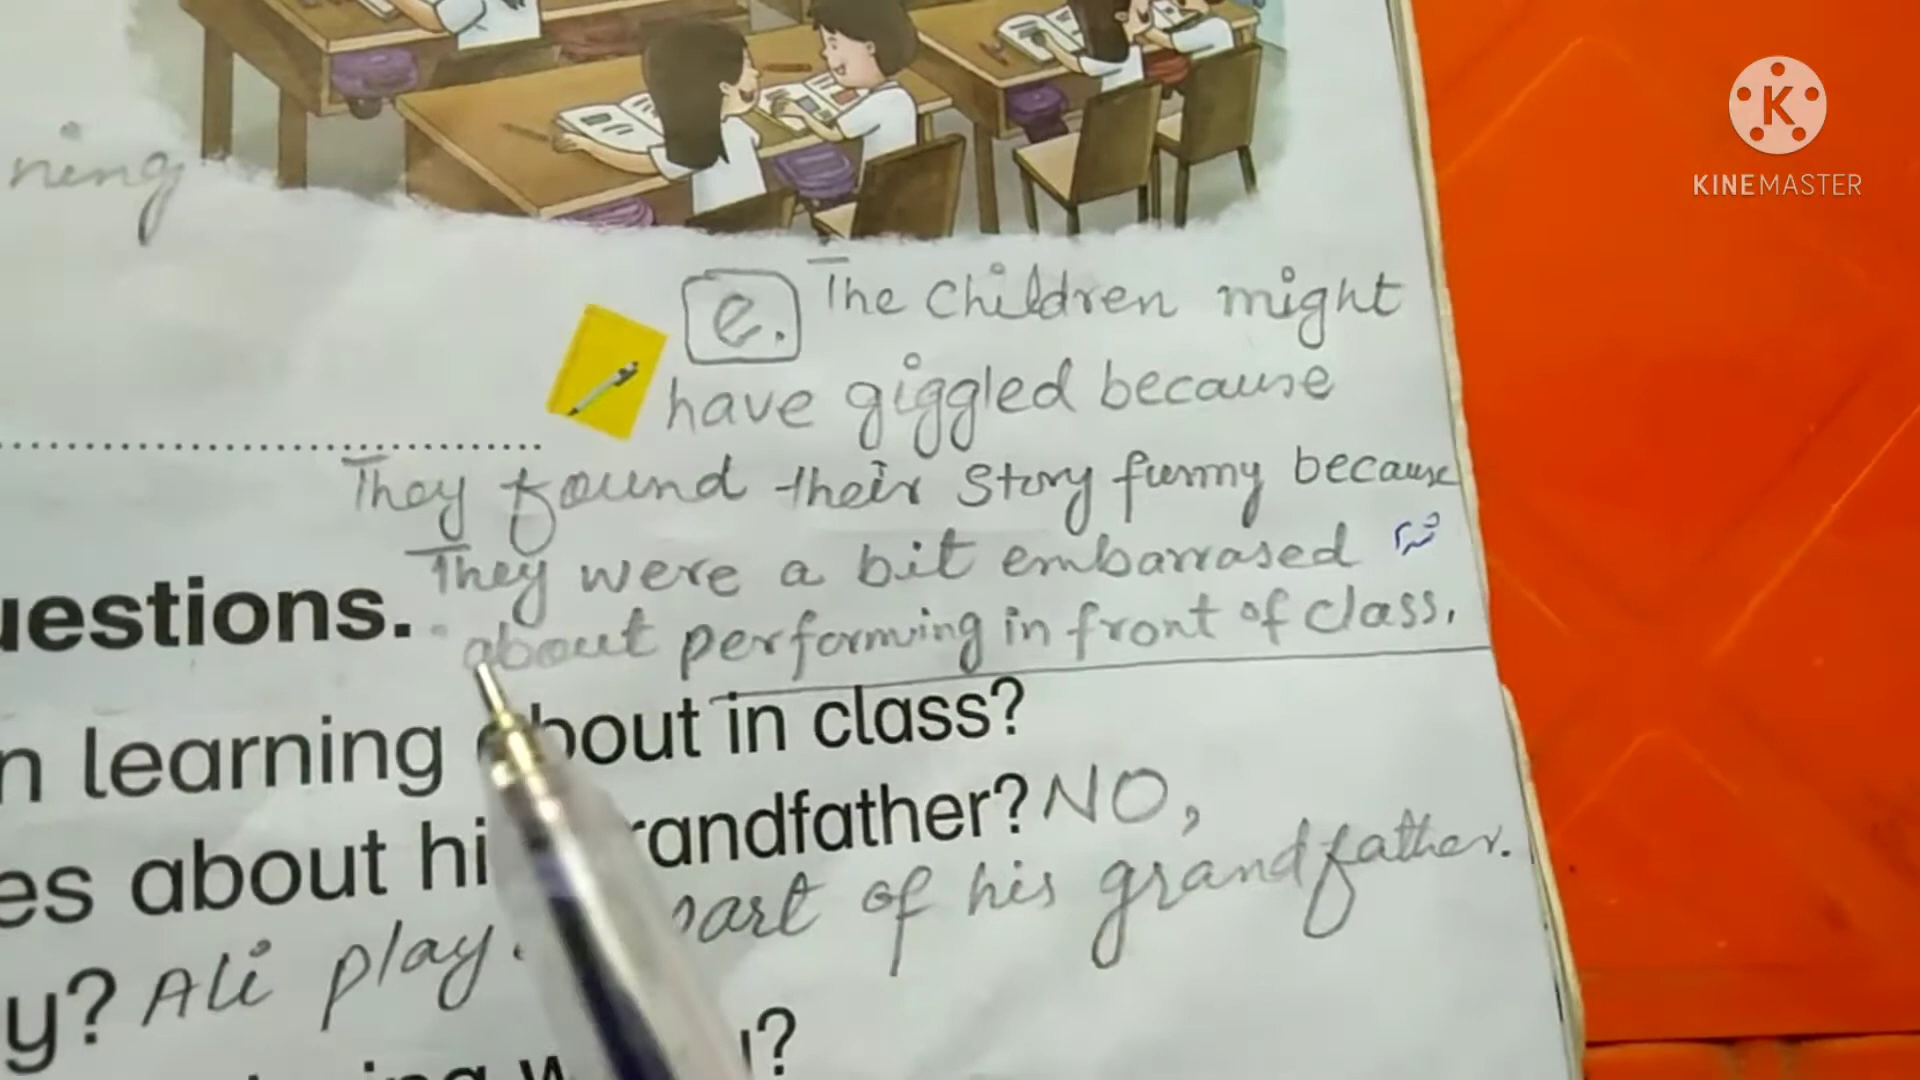 K
KINEMASTER
ning
e. The children might
have giggled because
They found their story funny because
They were a bit embarrased
about performing in front of class.
uestions.
n learning about in class?
es about hi randfather? NO,
y? Ali play. part of his grandfather.
y?